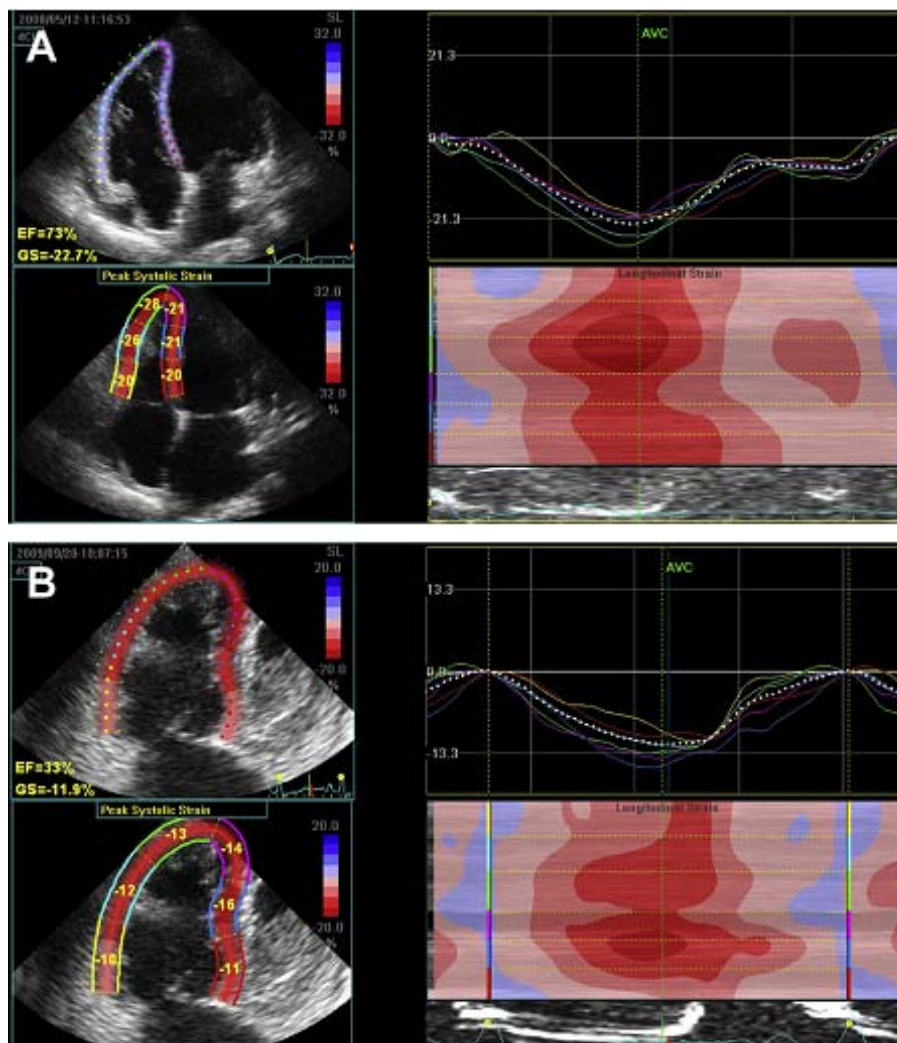 2008/05/12-11:16:53
SL
A
32.0
-32.0
%
EF=73%
GS=-22.7%
AVC
21.3
0.0
-21.3
Peak Systolic Strain
32.0
-28
-21
-26
-21
-20
-20
-32.0
%
Longitudinal Strain
2009/09/28-10:07:15
SL
B
20.0
-20.0
%
EF=33%
GS=-11.9%
AVC
13.3
0.0
-13.3
Peak Systolic Strain
20.0
-13
-14
-12
-16
-10
-11
-20.0
%
Longitudinal Strain